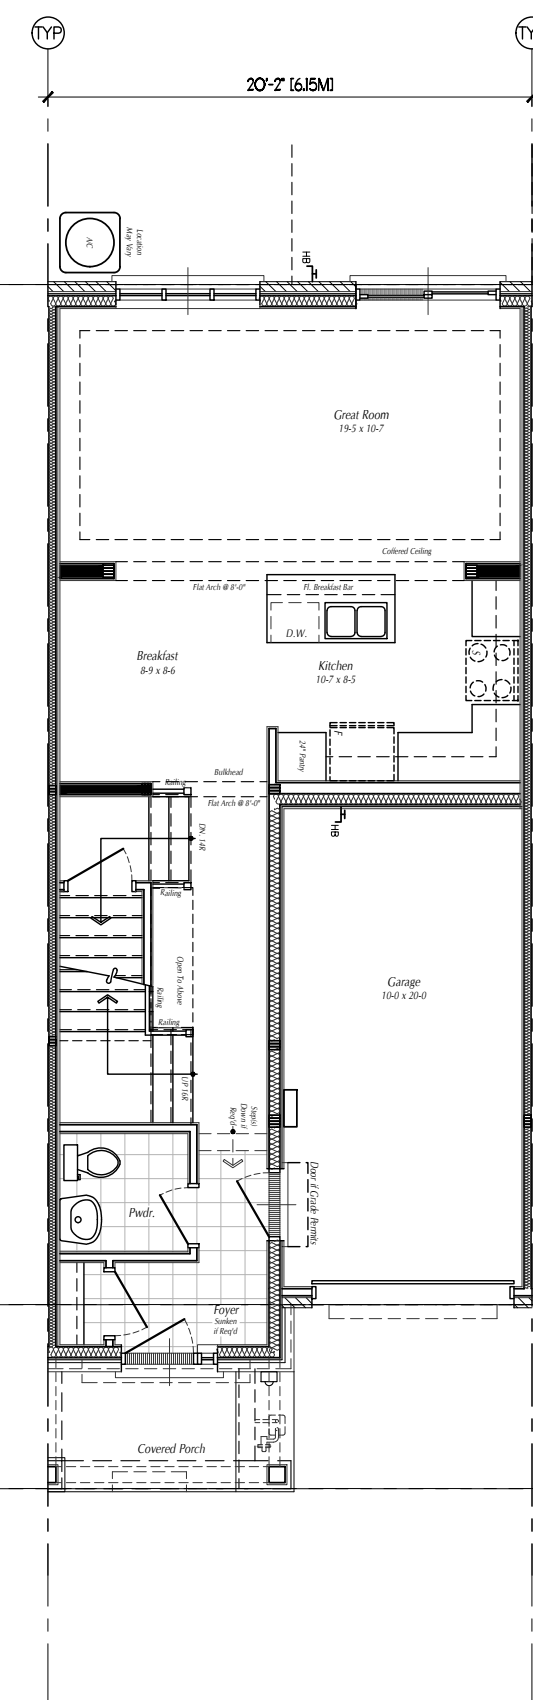 TYP
TY
20'-2" [6.15M]
A/C
Location
May Vary
HB
Great Room
19-5 x 10-7
Coffered Ceiling
Flat Arch @ 8'-0"
Fl. Breakfast Bar
D.W.
Breakfast
8-9 x 8-6
Kitchen
10-7 x 8-5
S
F
24" Pantry
Bulkhead
Railing
Flat Arch @ 8'-0"
HB
DN. 14R
Railing
Open To Above
Railing
Railing
Garage
10-0 x 20-0
UP 16R
Step(s)
Down if
Req'd
Door if Grade Permits
Pwdr.
Foyer
Sunken
if Req'd
Covered Porch